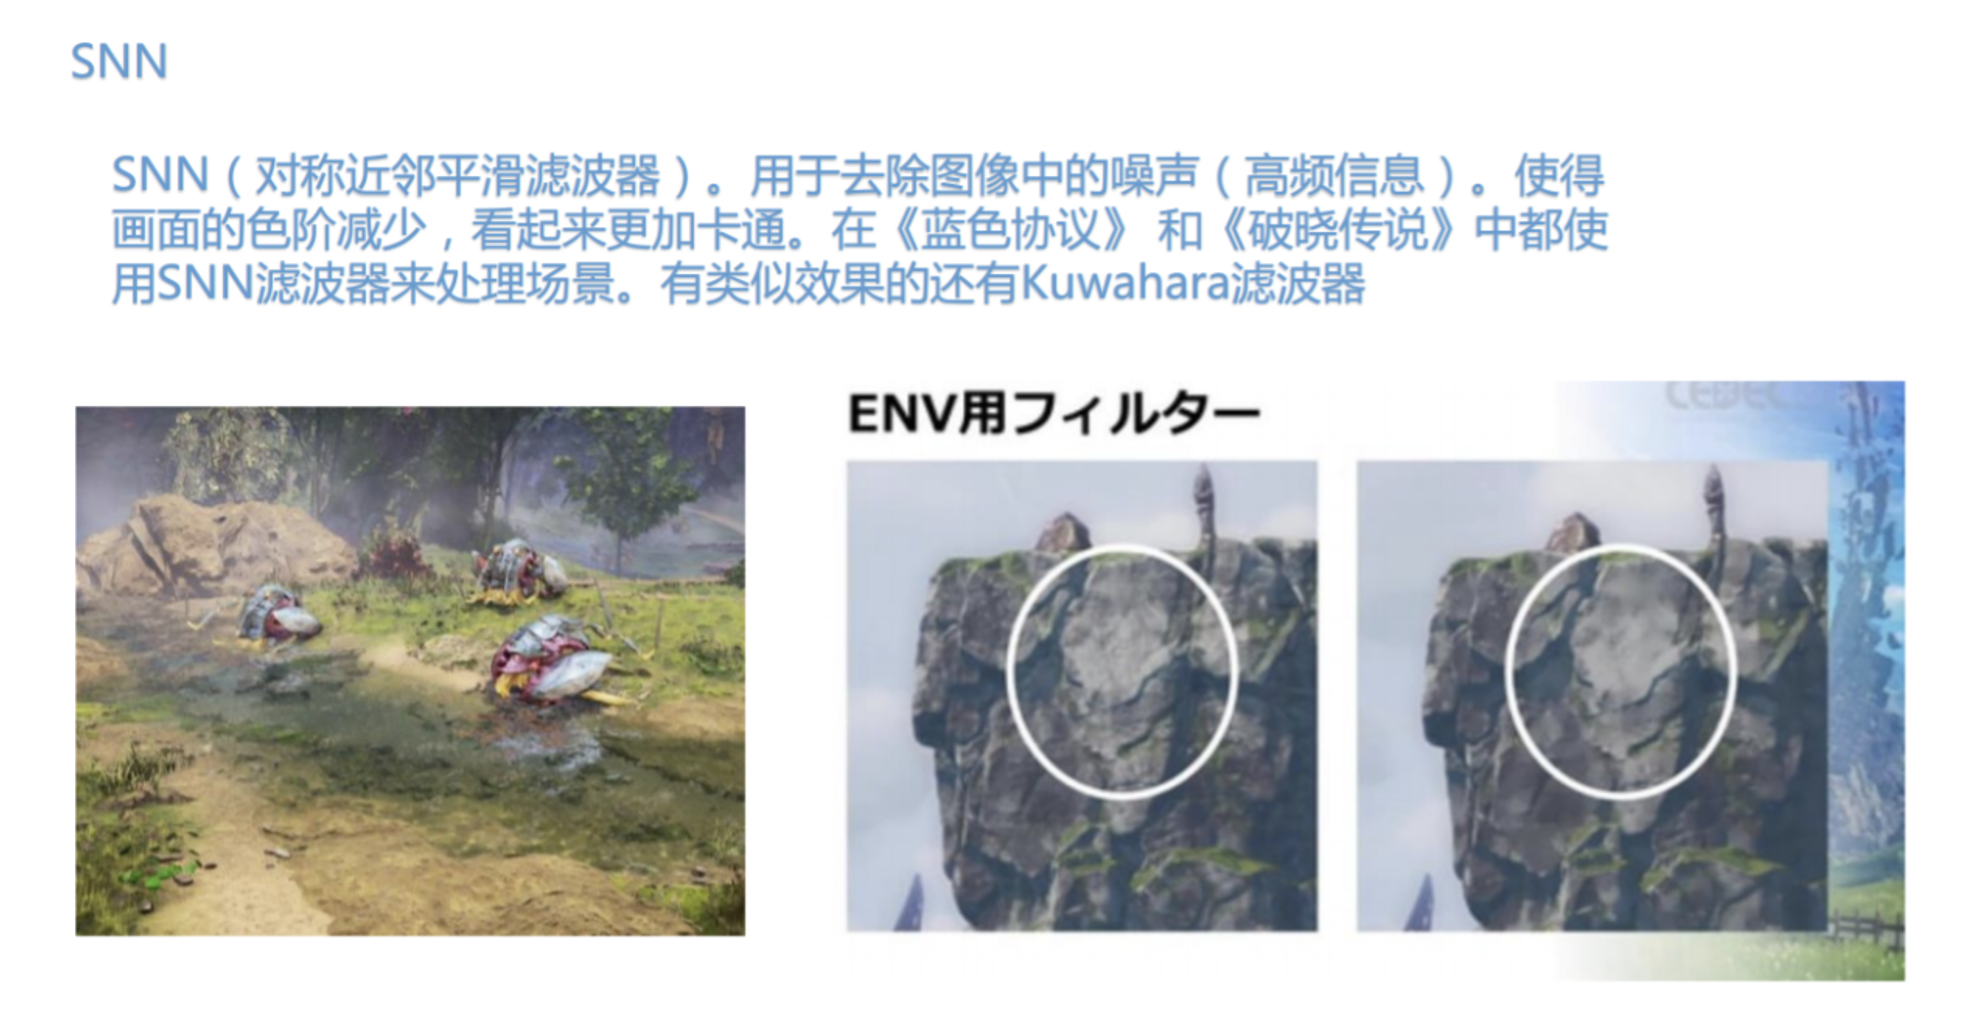 SNN
SNN（对称近邻平滑滤波器）。用于去除图像中的噪声（高频信息）。使得
画面的色阶减少，看起来更加卡通。在《蓝色协议》 和《破晓传说》中都使
用SNN滤波器来处理场景。有类似效果的还有Kuwahara滤波器
ENV用フィルター
CEDEC